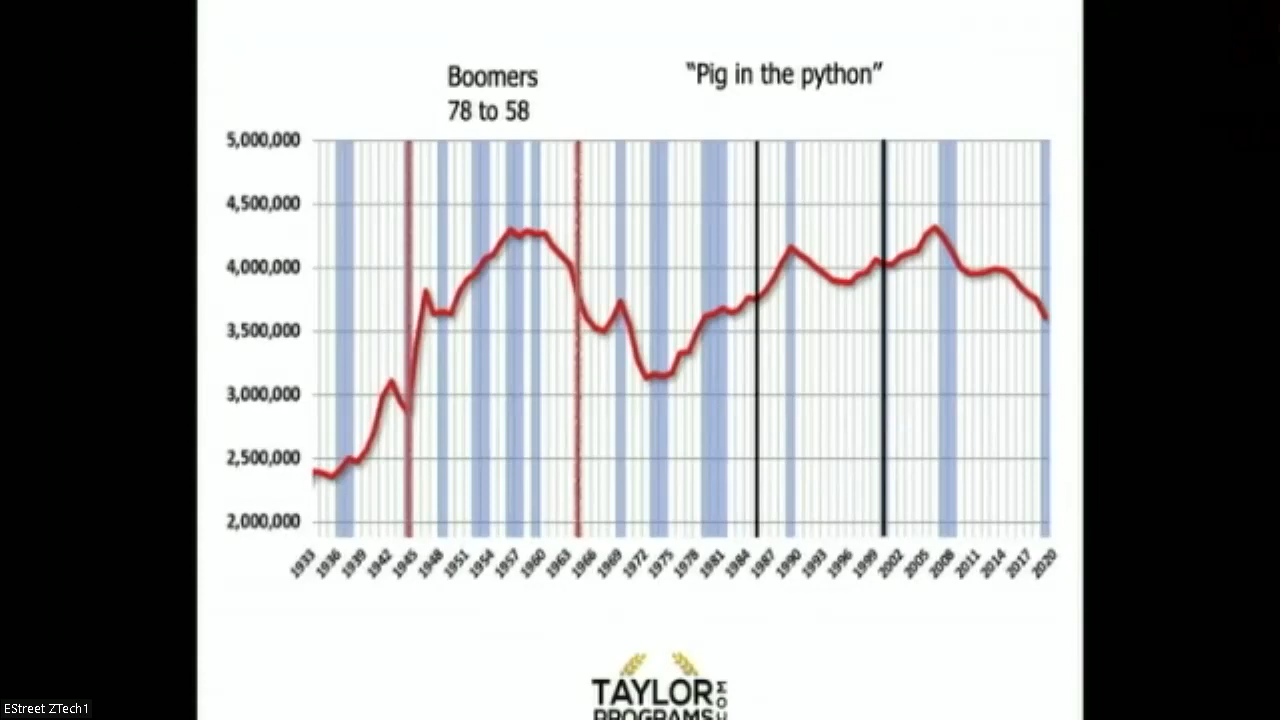 Boomers
78 to 58
“Pig in the python”
5,000,000
4,500,000
4,000,000
3,500,000
3,000,000
2,500,000
2,000,000
1933 1936 1939 1942 1945 1948 1951 1954 1957 1960 1963 1966 1969 1972 1975 1978 1981 1984 1987 1990 1993 1996 1999 2002 2005 2008 2011 2014 2017 2020
TAYLOR
PROGRAMS
EStreet ZTech1